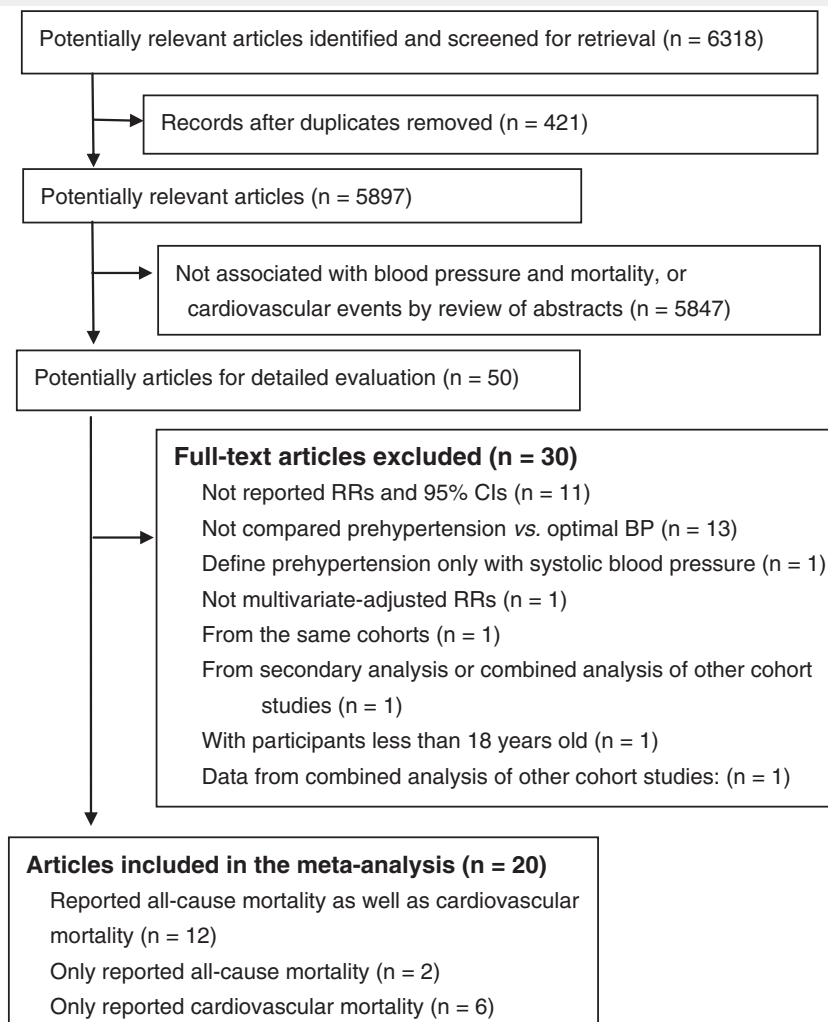 Potentially relevant articles identified and screened for retrieval (n = 6318)
Records after duplicates removed (n = 421)
Potentially relevant articles (n = 5897)
Not associated with blood pressure and mortality, or
cardiovascular events by review of abstracts (n = 5847)
Potentially articles for detailed evaluation (n = 50)
Full-text articles excluded (n = 30)
Not reported RRs and 95% CIs (n = 11)
Not compared prehypertension vs. optimal BP (n = 13)
Define prehypertension only with systolic blood pressure (n = 1)
Not multivariate-adjusted RRs (n = 1)
From the same cohorts (n = 1)
From secondary analysis or combined analysis of other cohort
studies (n = 1)
With participants less than 18 years old (n = 1)
Data from combined analysis of other cohort studies: (n = 1)
Articles included in the meta-analysis (n = 20)
Reported all-cause mortality as well as cardiovascular
mortality (n = 12)
Only reported all-cause mortality (n = 2)
Only reported cardiovascular mortality (n = 6)